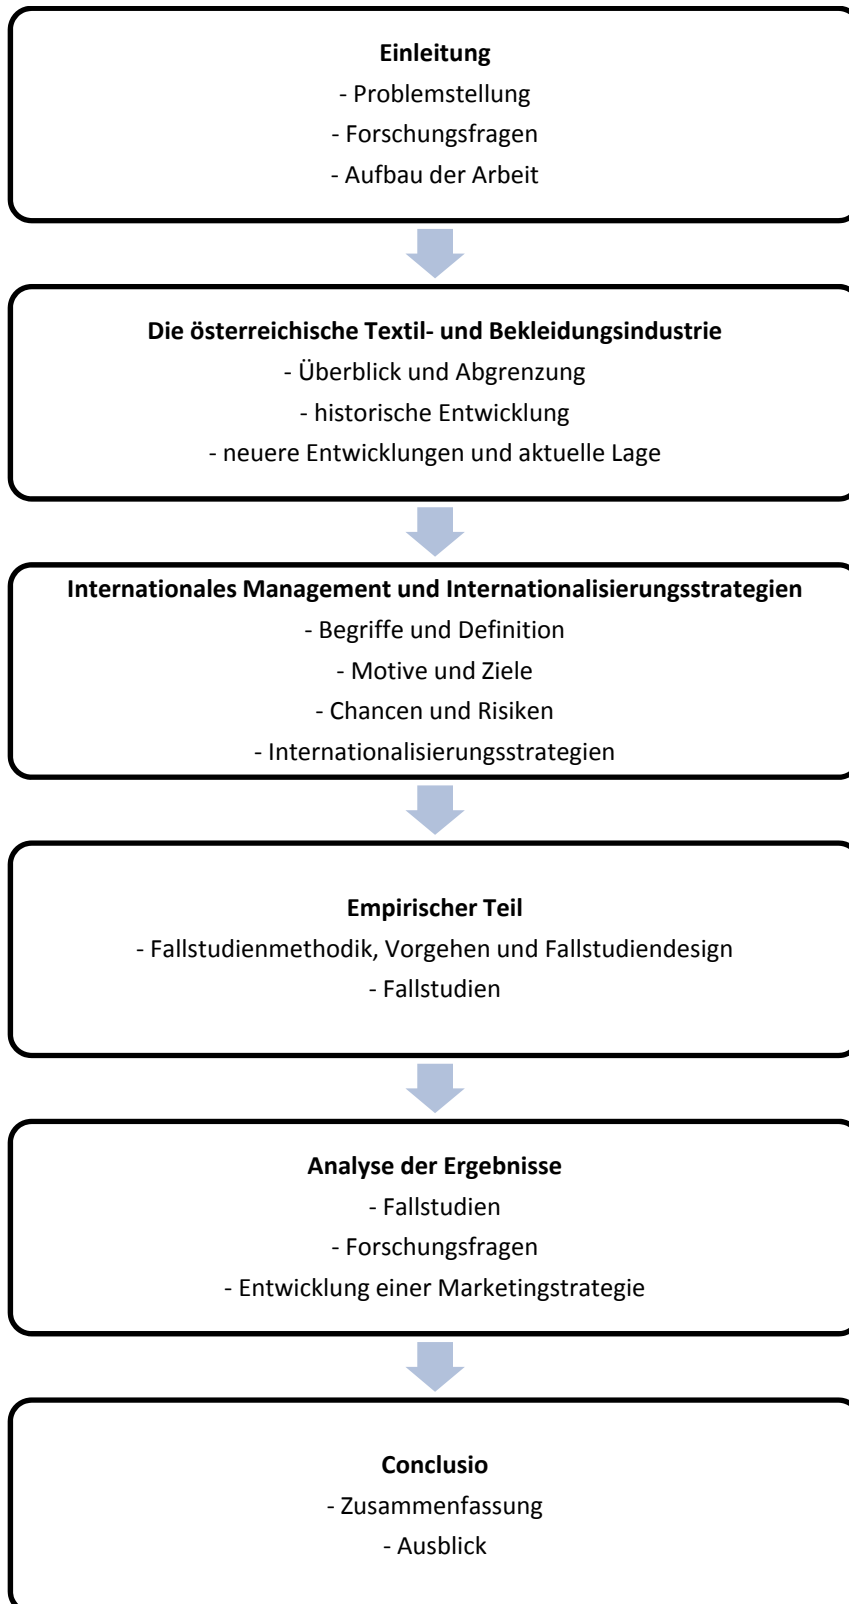 Einleitung
- Problemstellung
- Forschungsfragen
- Aufbau der Arbeit
Die österreichische Textil- und Bekleidungsindustrie
- Überblick und Abgrenzung
- historische Entwicklung
- neuere Entwicklungen und aktuelle Lage
Internationales Management und Internationalisierungsstrategien
- Begriffe und Definition
- Motive und Ziele
- Chancen und Risiken
- Internationalisierungsstrategien
Empirischer Teil
- Fallstudienmethodik, Vorgehen und Fallstudiendesign
- Fallstudien
Analyse der Ergebnisse
- Fallstudien
- Forschungsfragen
- Entwicklung einer Marketingstrategie
Conclusio
- Zusammenfassung
- Ausblick